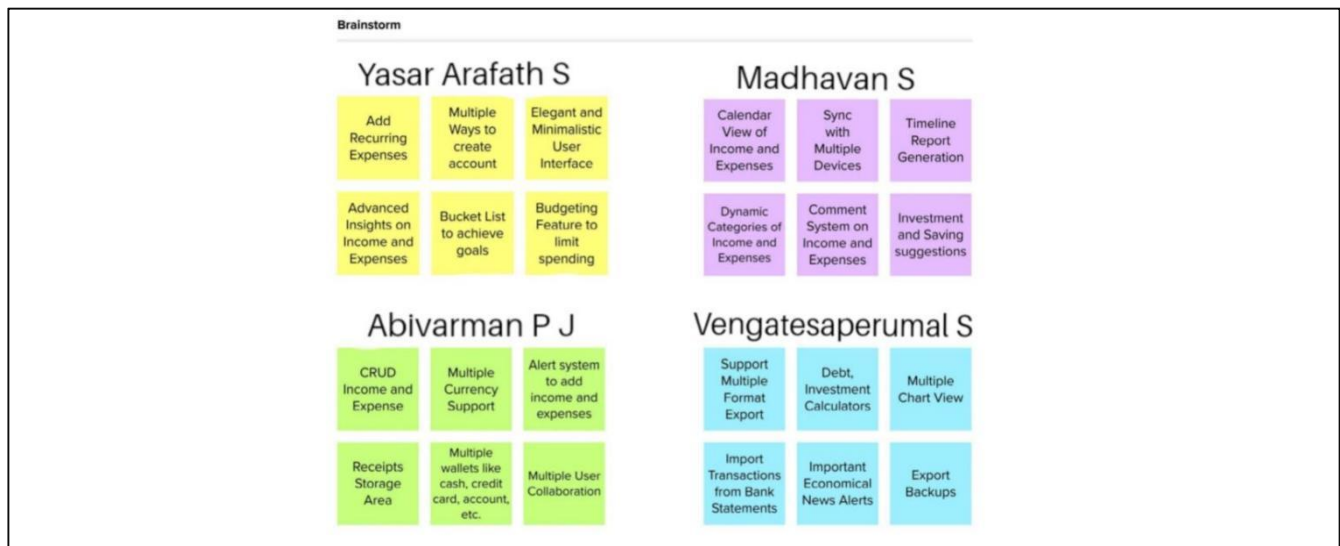 Brainstorm
Yasar Arafath S
Add
Recurring
Expenses
Multiple
Ways to
create
account
Elegant and
Minimalistic
User
Interface
Advanced
Insights on
Income and
Expenses
Bucket List
to achieve
goals
Budgeting
Feature to
limit
spending
Madhavan S
Calendar
View of
Income and
Expenses
Sync
with
Multiple
Devices
Timeline
Report
Generation
Dynamic
Categories of
Income and
Expenses
Comment
System on
Income and
Expenses
Investment
and Saving
suggestions
Abivarman P J
CRUD
Income and
Expense
Multiple
Currency
Support
Alert system
to add
income and
expenses
Receipts
Storage
Area
Multiple
wallets like
cash, credit
card, account,
etc.
Multiple User
Collaboration
Vengatesaperumal S
Support
Multiple
Format
Export
Debt,
Investment
Calculators
Multiple
Chart View
Import
Transactions
from Bank
Statements
Important
Economical
News Alerts
Export
Backups